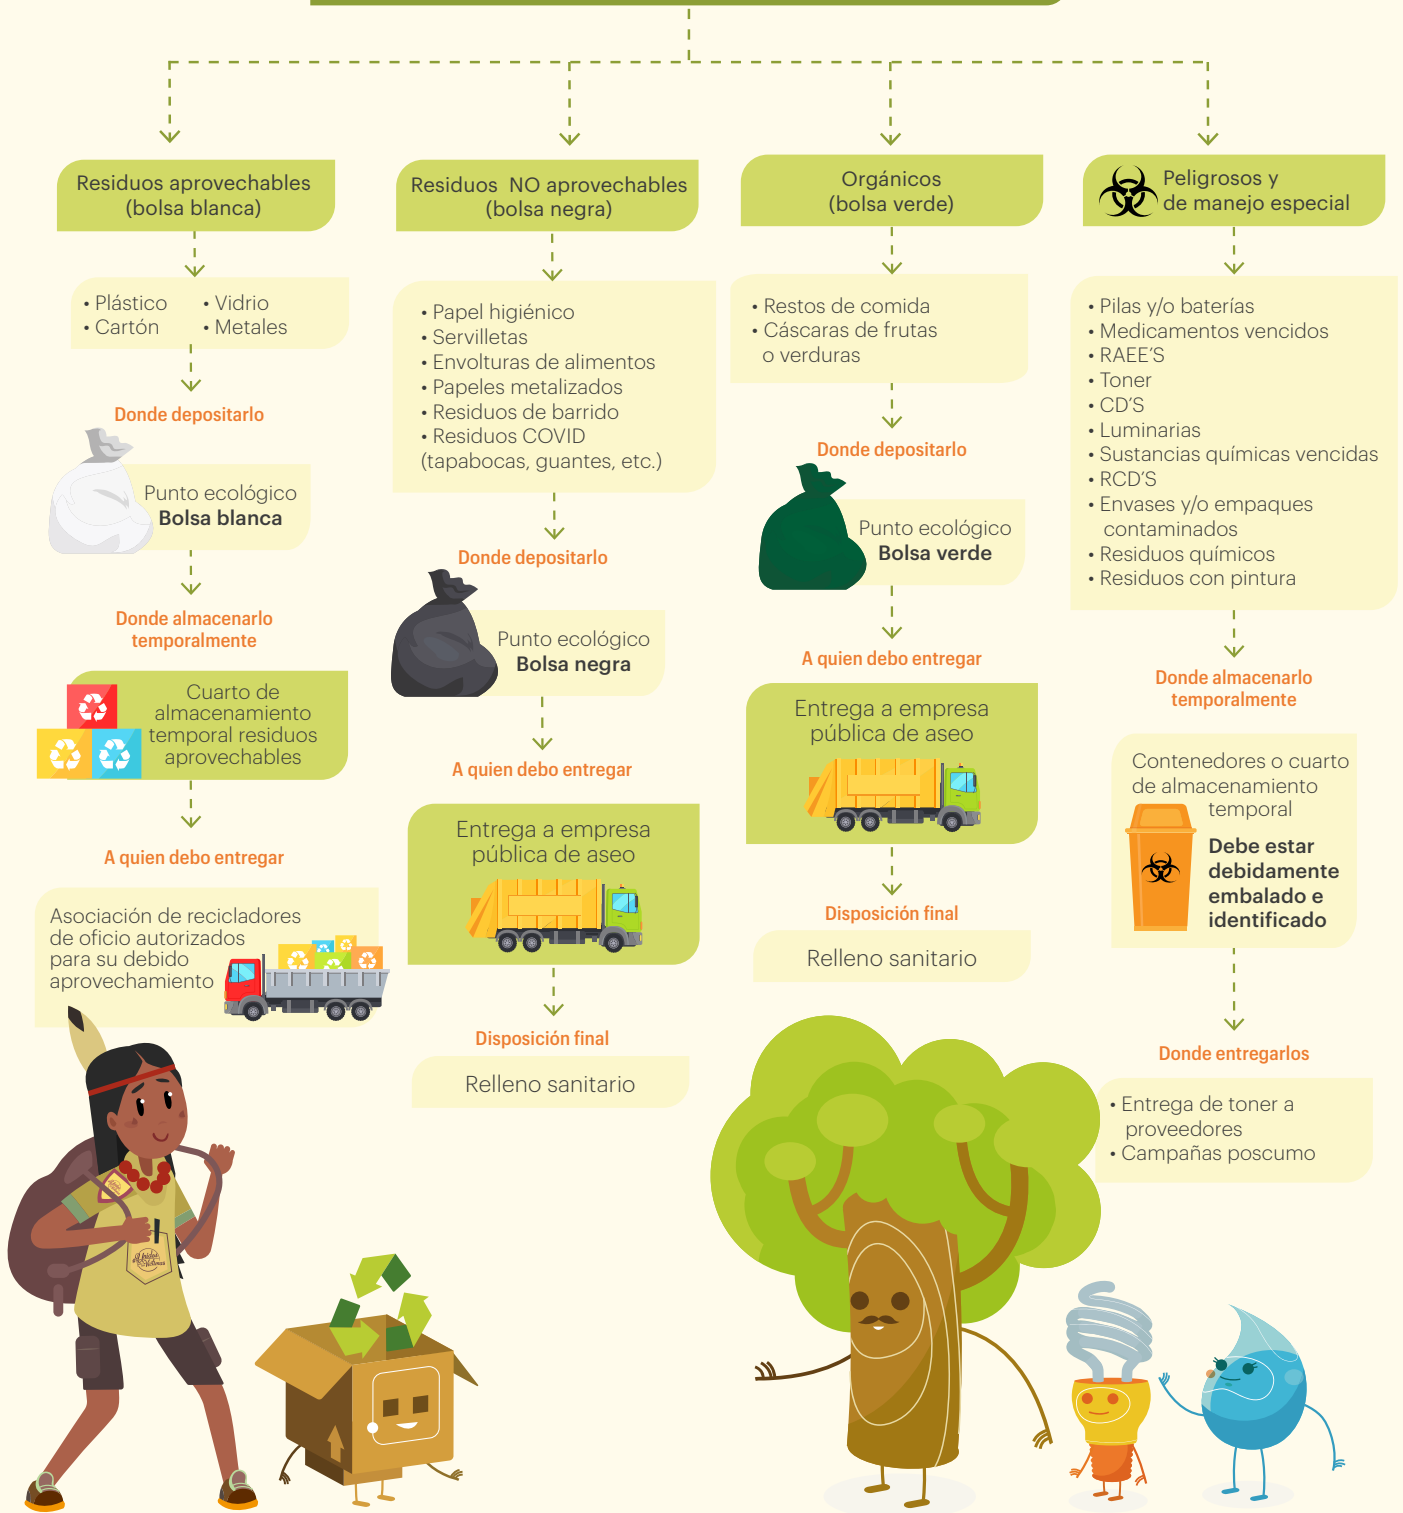 Residuos aprovechables
(bolsa blanca)
• Plástico
• Cartón
• Vidrio
• Metales
Donde depositarlo
Punto ecológico
Bolsa blanca
Donde almacenarlo
temporalmente
Cuarto de
almacenamiento
temporal residuos
aprovechables
A quien debo entregar
Asociación de recicladores
de oficio autorizados
para su debido
aprovechamiento
Residuos NO aprovechables
(bolsa negra)
• Papel higiénico
• Servilletas
• Envolturas de alimentos
• Papeles metalizados
• Residuos de barrido
• Residuos COVID
(tapabocas, guantes, etc.)
Donde depositarlo
Punto ecológico
Bolsa negra
A quien debo entregar
Entrega a empresa
pública de aseo
Disposición final
Relleno sanitario
Orgánicos
(bolsa verde)
• Restos de comida
• Cáscaras de frutas
o verduras
Donde depositarlo
Punto ecológico
Bolsa verde
A quien debo entregar
Entrega a empresa
pública de aseo
Disposición final
Relleno sanitario
Peligrosos y
de manejo especial
• Pilas y/o baterías
• Medicamentos vencidos
• RAEE'S
• Toner
• CD'S
• Luminarias
• Sustancias químicas vencidas
• RCD'S
• Envases y/o empaques
contaminados
• Residuos químicos
• Residuos con pintura
Donde almacenarlo
temporalmente
Contenedores o cuarto
de almacenamiento
temporal
Debe estar
debidamente
embalado e
identificado
Donde entregarlos
• Entrega de toner a
proveedores
• Campañas poscumo